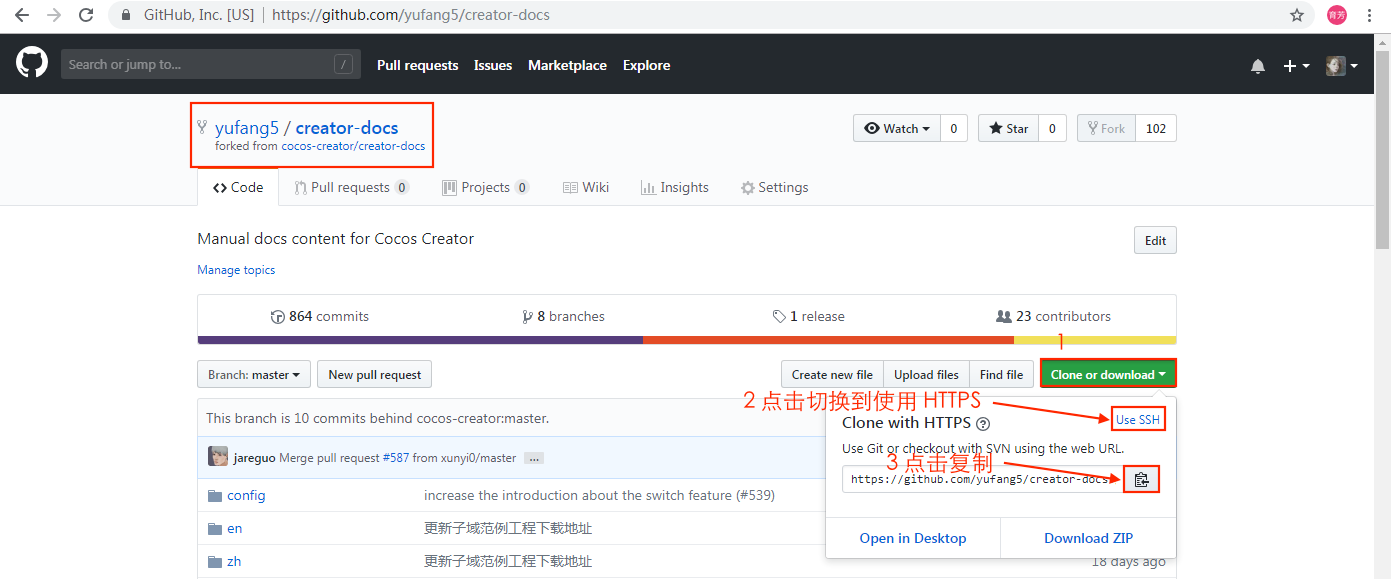 GitHub, Inc. [US] | https://github.com/yufang5/creator-docs
育芳
Search or jump to... /
Pull requests Issues Marketplace Explore
yufang5 / creator-docs
forked from cocos-creator/creator-docs
Watch 0 Star 0 Fork 102
Code Pull requests 0 Projects 0 Wiki Insights Settings
Manual docs content for Cocos Creator
Edit
Manage topics
864 commits 8 branches 1 release 23 contributors
1
Branch: master New pull request Create new file Upload files Find file Clone or download
2 点击切换到使用 HTTPS
This branch is 10 commits behind cocos-creator:master.
Clone with HTTPS ? Use SSH
Use Git or checkout with SVN using the web URL.
jareguo Merge pull request #587 from xunyi0/master ...
3 点击复制
https://github.com/yufang5/creator-docs
config increase the introduction about the switch feature (#539)
en 更新子域范例工程下载地址
Open in Desktop Download ZIP
zh 更新子域范例工程下载地址 18 days ago